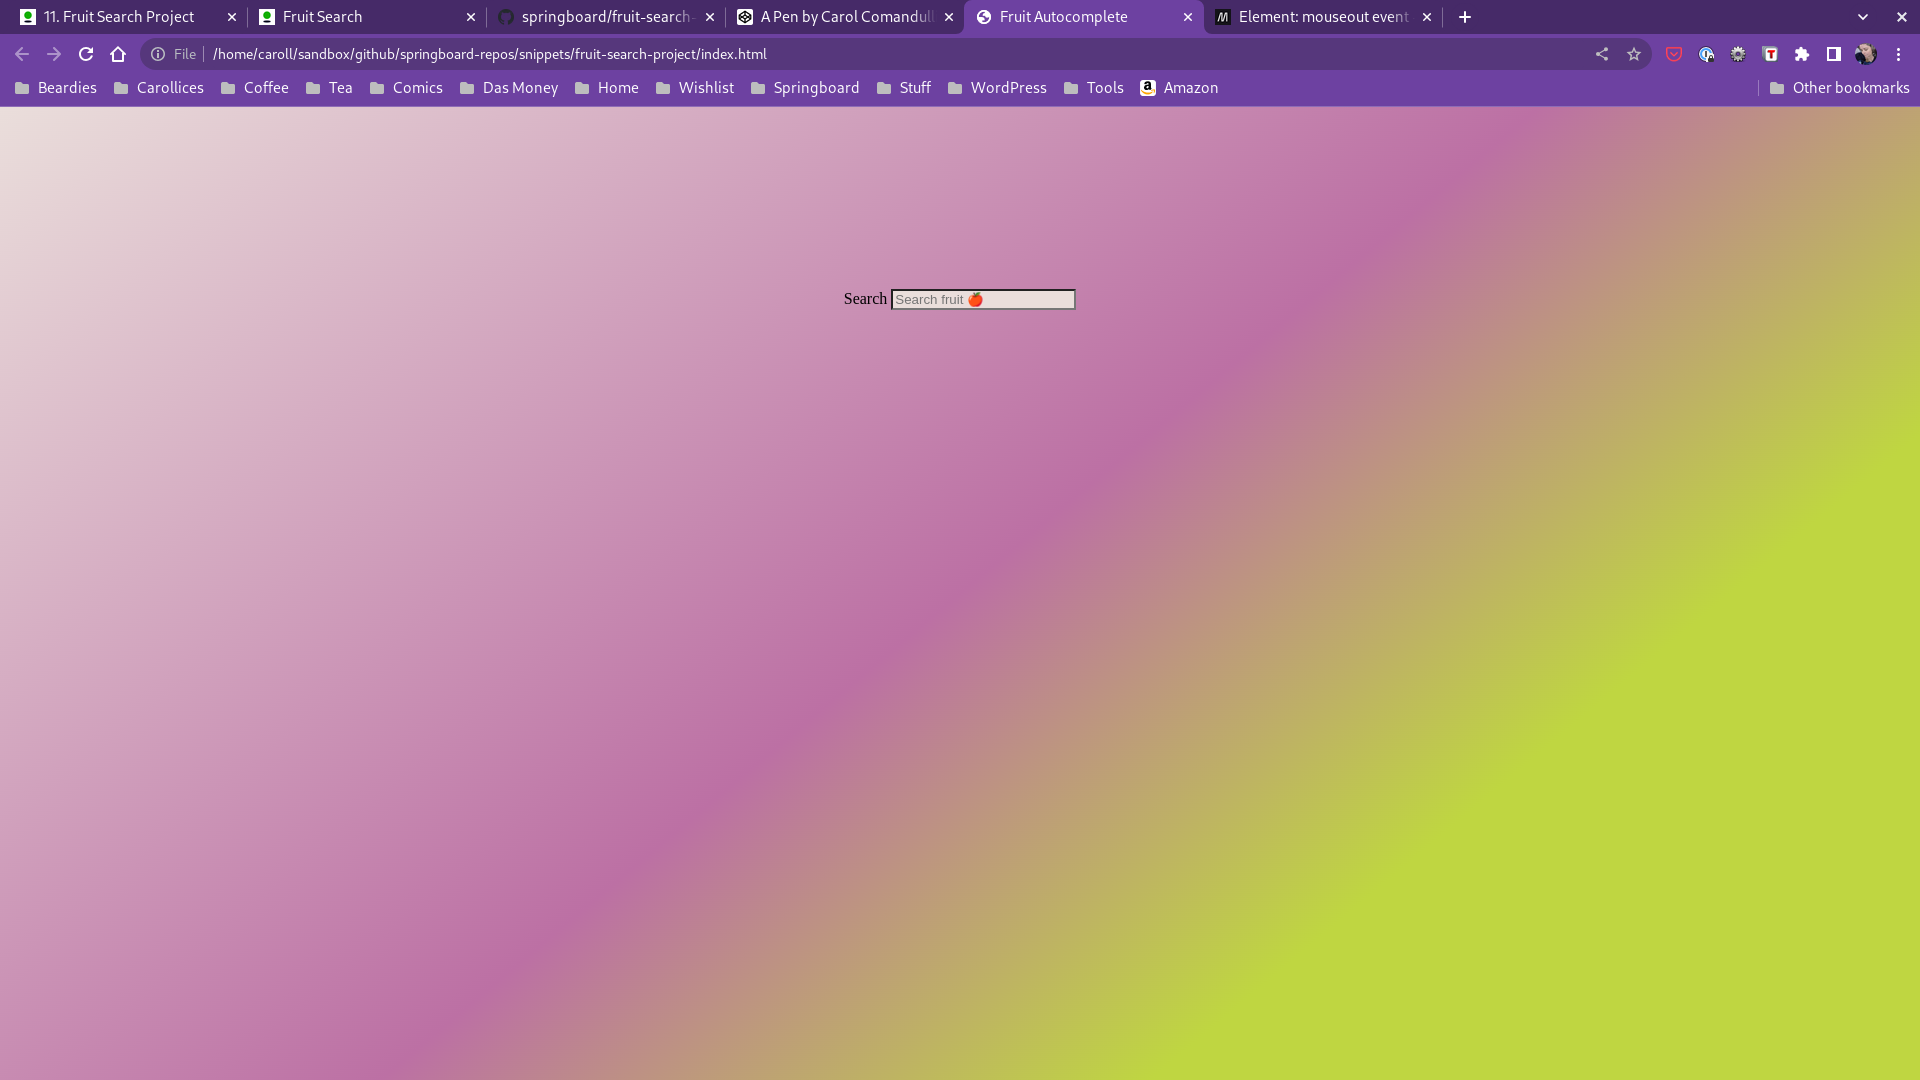 11. Fruit Search Project
Fruit Search
springboard/fruit-search-
A Pen by Carol Comandull
Fruit Autocomplete
Element: mouseout event
File
/home/caroll/sandbox/github/springboard-repos/snippets/fruit-search-project/index.html
Beardies
Carollices
Coffee
Tea
Comics
Das Money
Home
Wishlist
Springboard
Stuff
WordPress
Tools
Amazon
Other bookmarks
Search
Search fruit 🍎